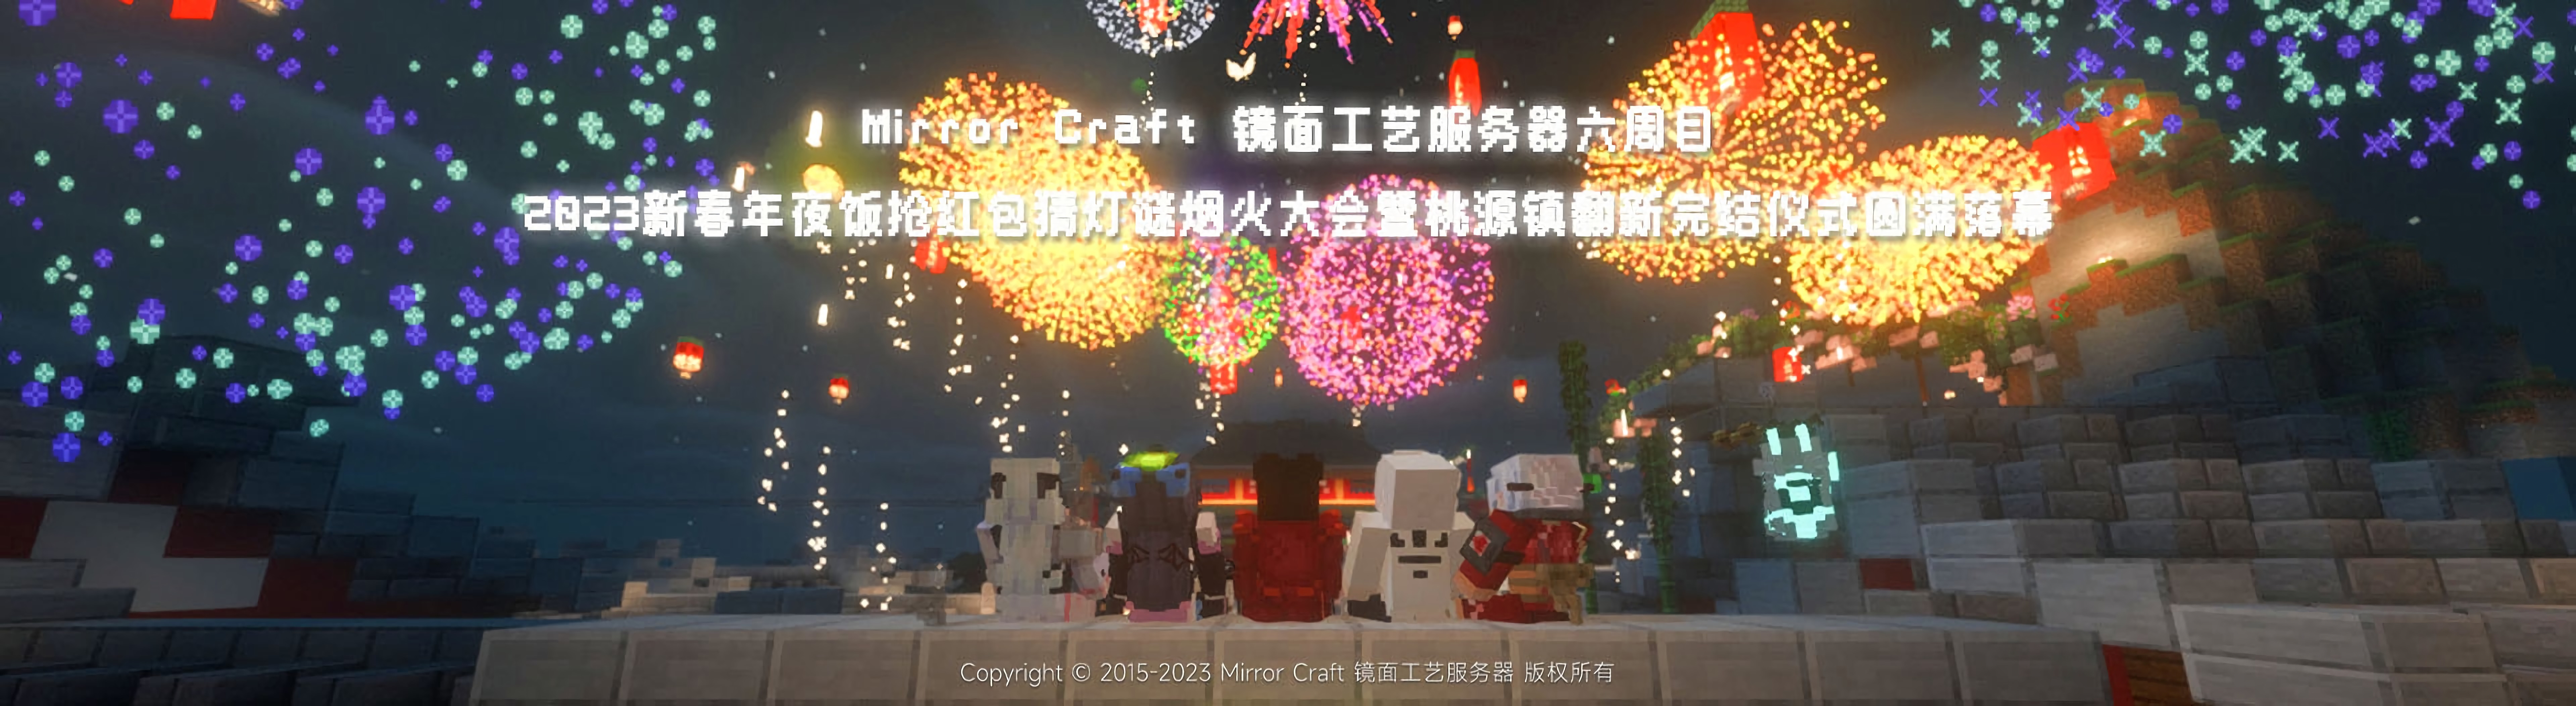 Mirror Craft 镜面工艺服务器六周目
2023新春年夜饭抢红包猜灯谜烟火大会暨桃源镇翻新完结仪式圆满落幕
Copyright © 2015-2023 Mirror Craft 镜面工艺服务器 版权所有